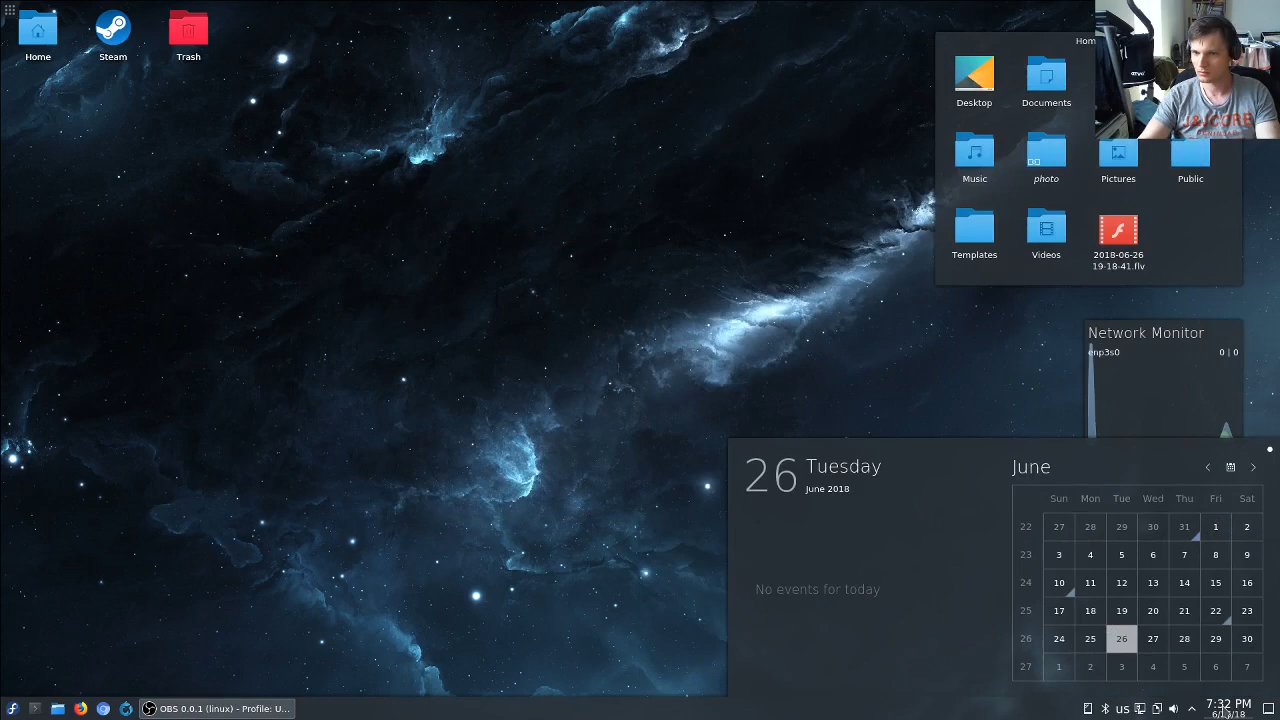 Home
Steam
Trash
Hom
Desktop
Documents
Music
photo
Pictures
Public
Templates
Videos
2018-06-26
19-18-41.flv
J&JCORE
Network Monitor
enp3s0 0 | 0
26 Tuesday
June 2018
No events for today
June
Sun Mon Tue Wed Thu Fri Sat
22 27 28 29 30 31 1 2
23 3 4 5 6 7 8 9
24 10 11 12 13 14 15 16
25 17 18 19 20 21 22 23
26 24 25 26 27 28 29 30
27 1 2 3 4 5 6 7
OBS 0.0.1 (linux) - Profile: U...
us
7:32 PM